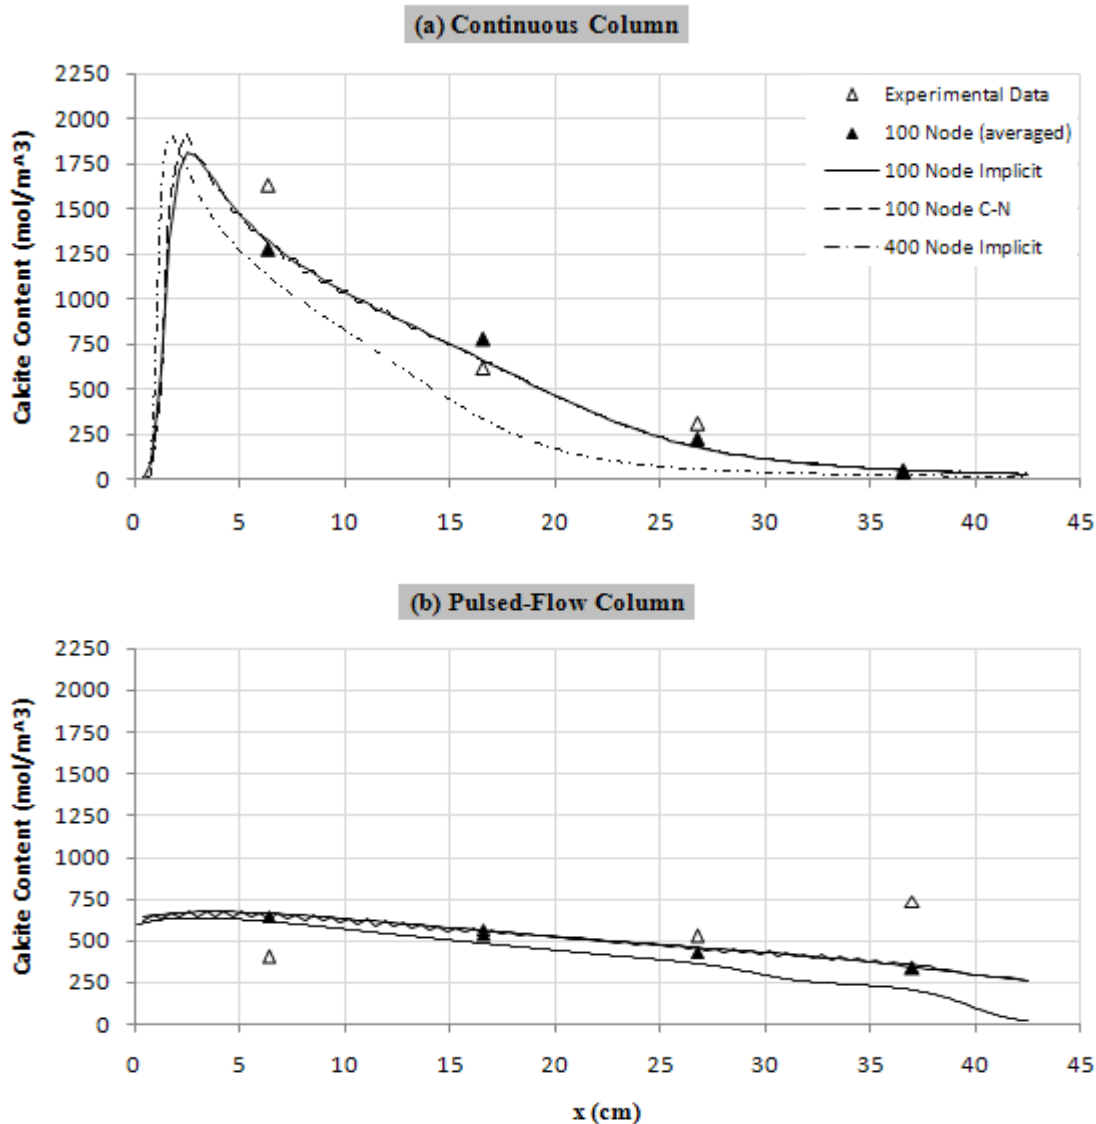 (a) Continuous Column
Calcite Content (mol/m^3)
2250
2000
1750
1500
1250
1000
750
500
250
0
0 5 10 15 20 25 30 35 40 45
Experimental Data
100 Node (averaged)
100 Node Implicit
100 Node C-N
400 Node Implicit
(b) Pulsed-Flow Column
Calcite Content (mol/m^3)
2250
2000
1750
1500
1250
1000
750
500
250
0
0 5 10 15 20 25 30 35 40 45
x (cm)